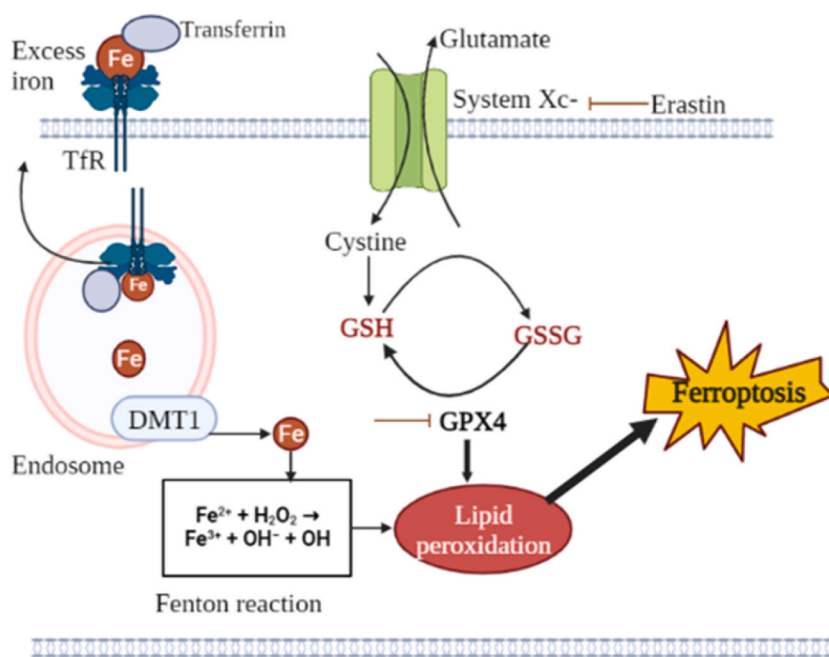 Transferrin
Excess
iron
Fe
TfR
Glutamate
System Xc-
Erastin
Cystine
Fe
Fe
GSH
GSSG
Ferroptosis
DMT1
Fe
GPX4
Endosome
Fe²⁺ + H₂O₂ →
Fe³⁺ + OH⁻ + OH
Lipid
peroxidation
Fenton reaction